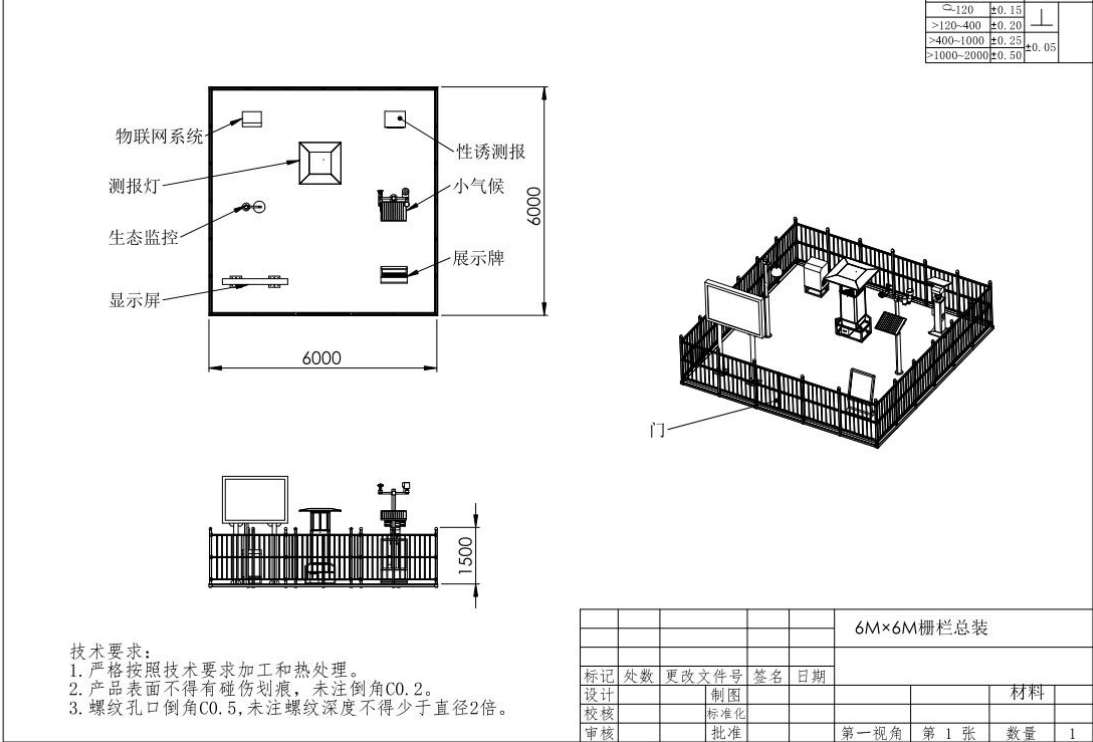 0~120 ±0.15
>120~400 ±0.20 ⊥
>400~1000 ±0.25 ±0.05
>1000~2000 ±0.50
物联网系统
性诱测报
测报灯
小气候
6000
生态监控
展示牌
显示屏
6000
门
1500
技术要求:
1.严格按照技术要求加工和热处理。
2.产品表面不得有碰伤划痕，未注倒角C0.2。
3.螺纹孔口倒角C0.5,未注螺纹深度不得少于直径2倍。
6M×6M栅栏总装
标记 处数 更改文件号 签名 日期
设计 制图 材料
校核 标准化
审核 批准 第一视角 第 1 张 数量 1